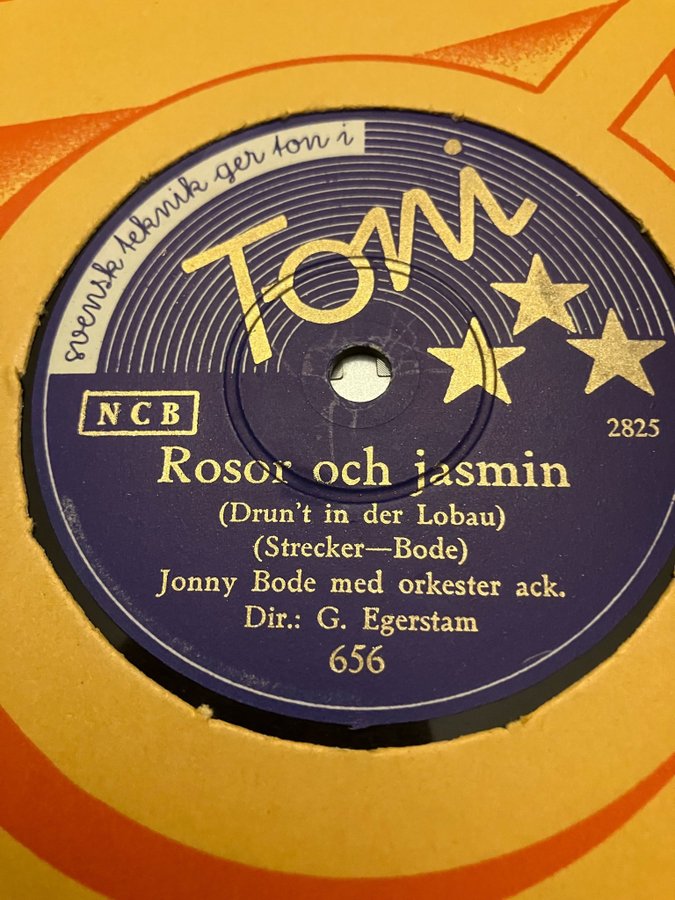 svensk teknik ger ton i
Toni
NCB
2825
Rosor och jasmin
(Drun't in der Lobau)
(Strecker—Bode)
Jonny Bode med orkester ack.
Dir.: G. Egerstam
656